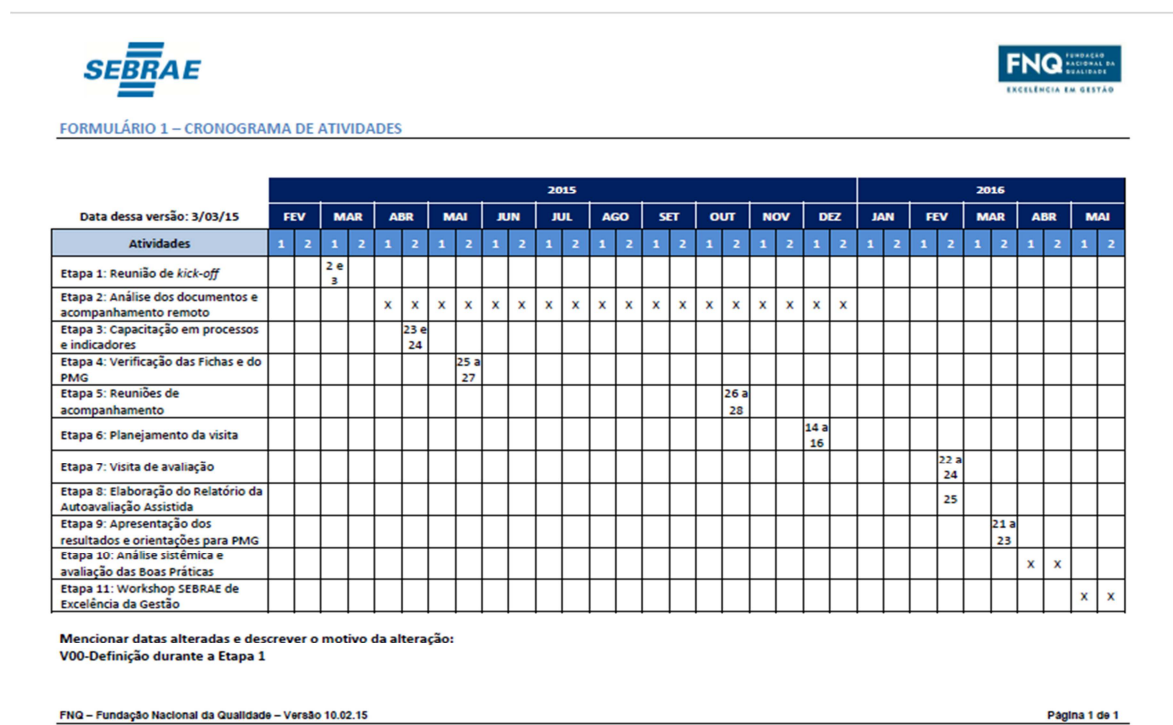 SEBRAE
FNQ FUNDAÇÃO NACIONAL DA QUALIDADE
EXCELÊNCIA EM GESTÃO
FORMULÁRIO 1 – CRONOGRAMA DE ATIVIDADES
2015 2016
Data dessa versão: 3/03/15 FEV MAR ABR MAI JUN JUL AGO SET OUT NOV DEZ JAN FEV MAR ABR MAI
Atividades 1 2 1 2 1 2 1 2 1 2 1 2 1 2 1 2 1 2 1 2 1 2 1 2 1 2 1 2 1 2 1 2
Etapa 1: Reunião de kick-off 2 e
3
Etapa 2: Análise dos documentos e
acompanhamento remoto X X X X X X X X X X X X X X X X X X
Etapa 3: Capacitação em processos 23 e
e indicadores 24
Etapa 4: Verificação das Fichas e do 25 a
PMG 27
Etapa 5: Reuniões de 26 a
acompanhamento 28
Etapa 6: Planejamento da visita 14 a
16
Etapa 7: Visita de avaliação 22 a
24
Etapa 8: Elaboração do Relatório da
Autoavaliação Assistida 25
Etapa 9: Apresentação dos 21 a
resultados e orientações para PMG 23
Etapa 10: Análise sistêmica e
avaliação das Boas Práticas X X
Etapa 11: Workshop SEBRAE de
Excelência da Gestão X X
Mencionar datas alteradas e descrever o motivo da alteração:
V00-Definição durante a Etapa 1
FNQ – Fundação Nacional da Qualidade – Versão 10.02.15 Página 1 de 1